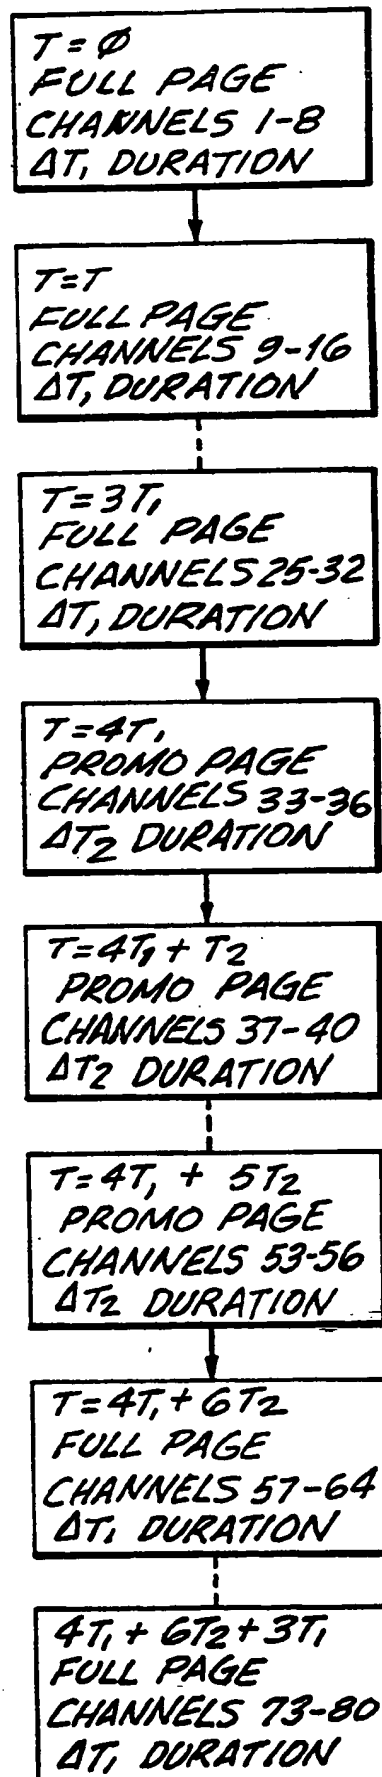 T=Ø
FULL PAGE
CHANNELS 1-8
ΔT, DURATION
T=T
FULL PAGE
CHANNELS 9-16
ΔT, DURATION
T=3T,
FULL PAGE
CHANNELS 25-32
ΔT, DURATION
T=4T,
PROMO PAGE
CHANNELS 33-36
ΔT2 DURATION
T=4T1 + T2
PROMO PAGE
CHANNELS 37-40
ΔT2 DURATION
T=4T, + 5T2
PROMO PAGE
CHANNELS 53-56
ΔT2 DURATION
T=4T, + 6T2
FULL PAGE
CHANNELS 57-64
ΔT, DURATION
4T, + 6T2 + 3T,
FULL PAGE
CHANNELS 73-80
ΔT, DURATION